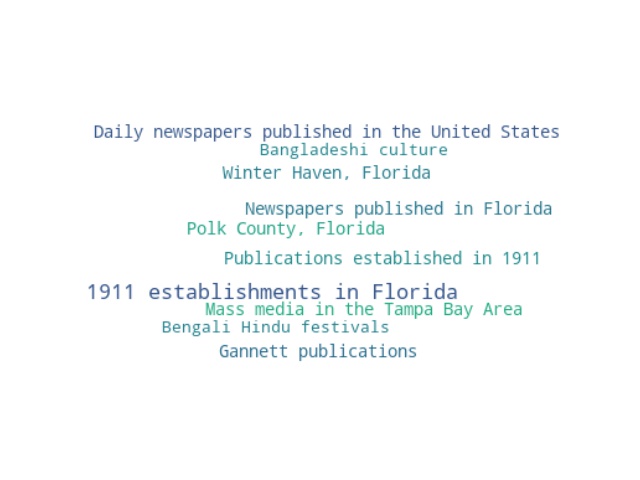 Daily newspapers published in the United States
Bangladeshi culture
Winter Haven, Florida
Newspapers published in Florida
Polk County, Florida
Publications established in 1911
1911 establishments in Florida
Mass media in the Tampa Bay Area
Bengali Hindu festivals
Gannett publications